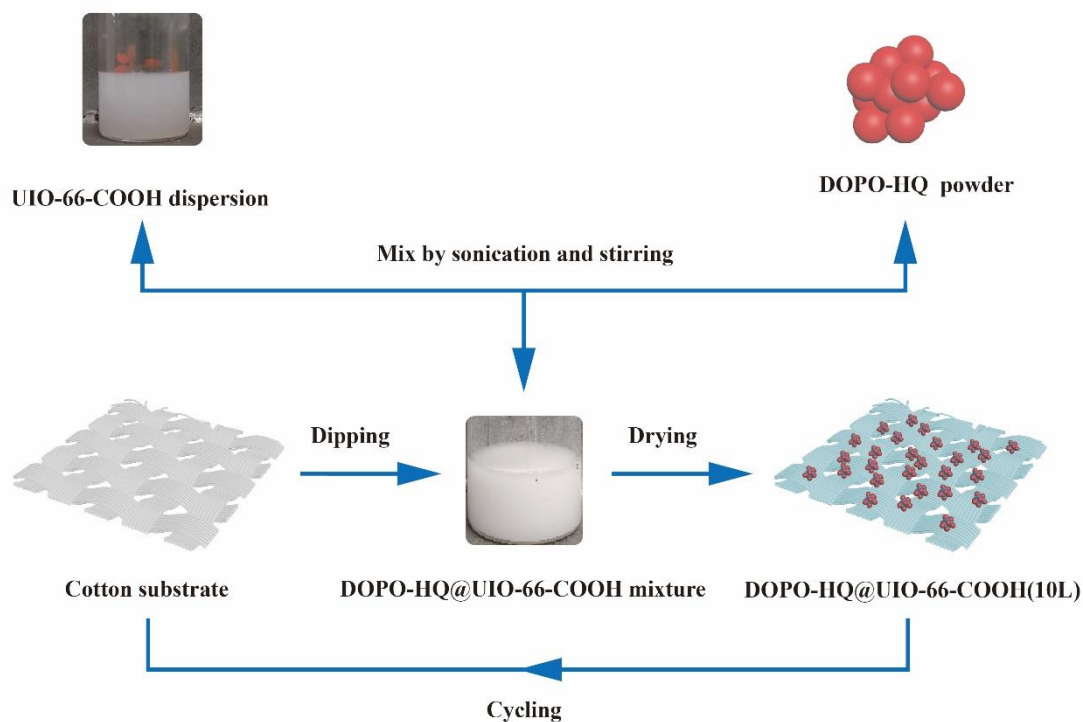 UIO-66-COOH dispersion
DOPO-HQ powder
Mix by sonication and stirring
Dipping
Drying
Cotton substrate
DOPO-HQ@UIO-66-COOH mixture
DOPO-HQ@UIO-66-COOH(10L)
Cycling